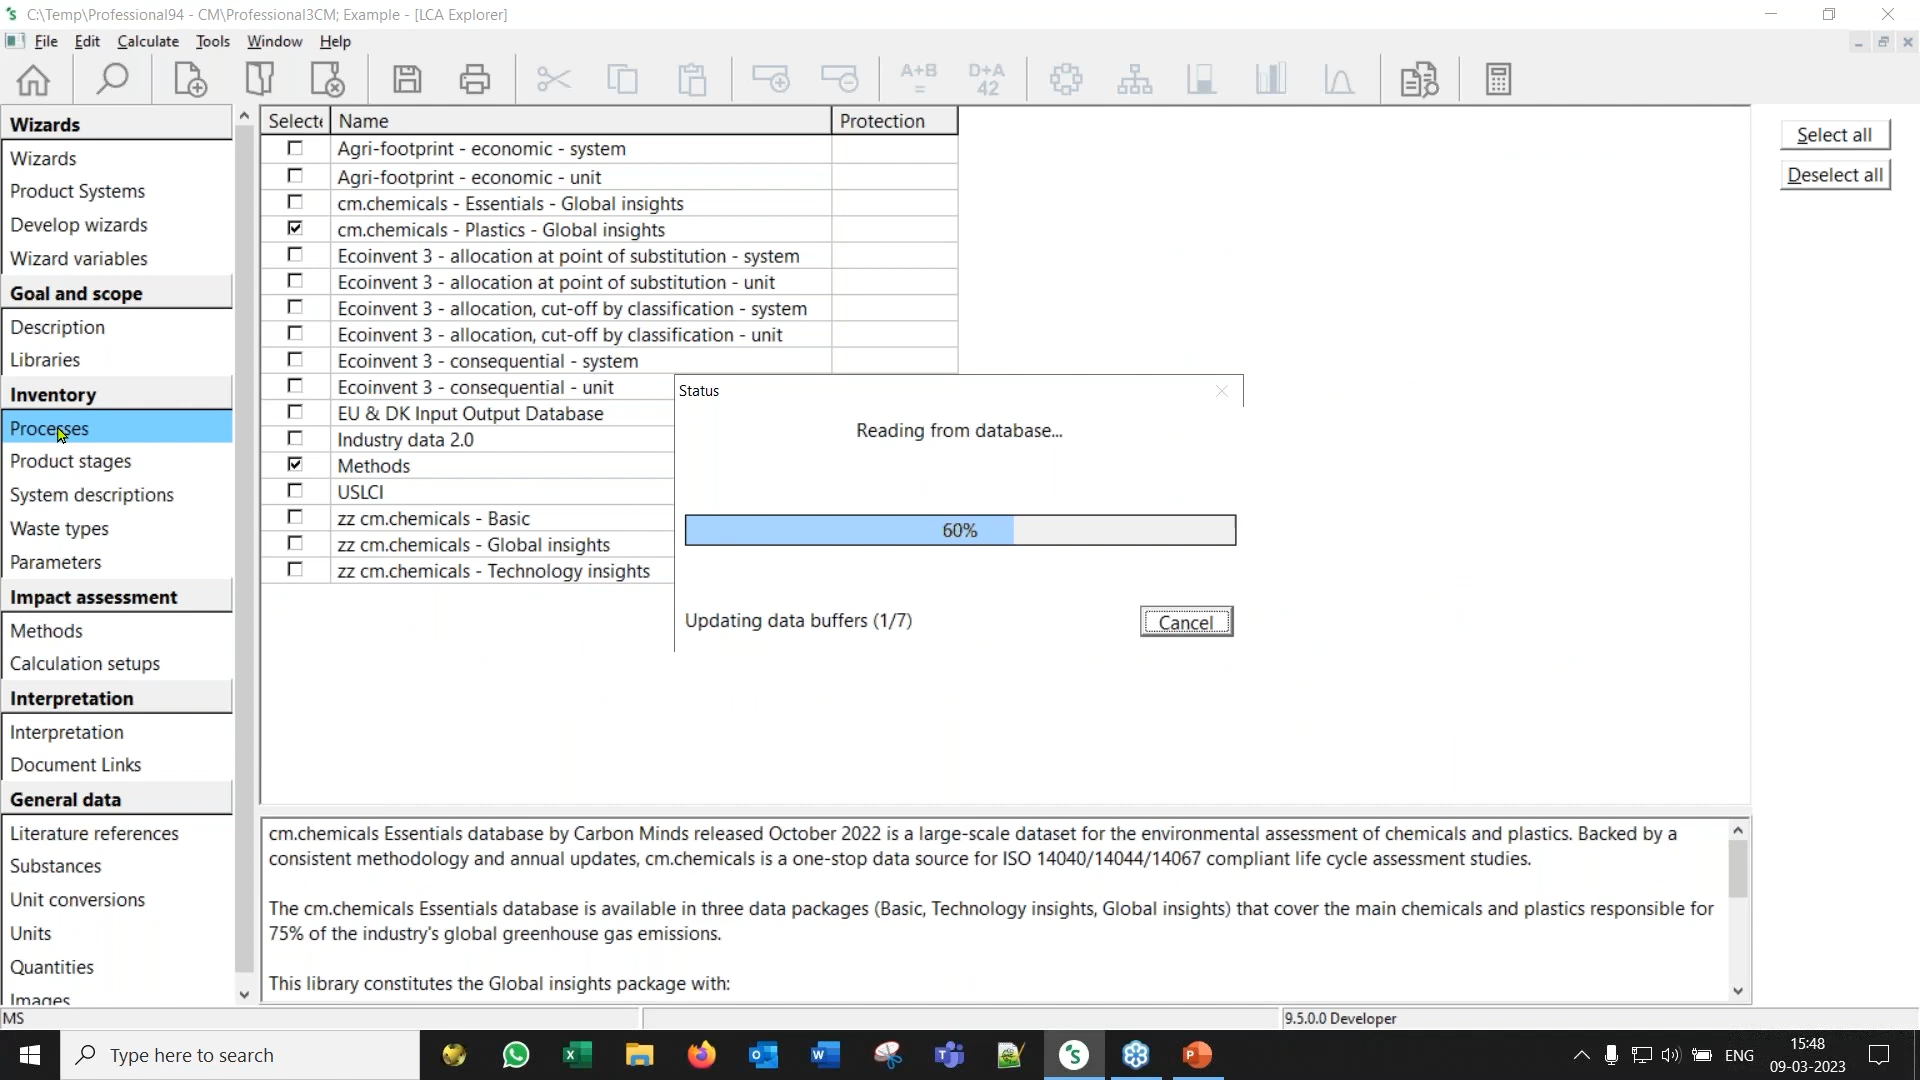 C:\Temp\Professional94 - CM\Professional3CM; Example - [LCA Explorer]
File Edit Calculate Tools Window Help
A+B
=
D+A
42
Wizards
Wizards
Product Systems
Develop wizards
Wizard variables
Goal and scope
Description
Libraries
Inventory
Processes
Product stages
System descriptions
Waste types
Parameters
Impact assessment
Methods
Calculation setups
Interpretation
Interpretation
Document Links
General data
Literature references
Substances
Unit conversions
Units
Quantities
Images
Selecte Name Protection
Agri-footprint - economic - system
Agri-footprint - economic - unit
cm.chemicals - Essentials - Global insights
cm.chemicals - Plastics - Global insights
Ecoinvent 3 - allocation at point of substitution - system
Ecoinvent 3 - allocation at point of substitution - unit
Ecoinvent 3 - allocation, cut-off by classification - system
Ecoinvent 3 - allocation, cut-off by classification - unit
Ecoinvent 3 - consequential - system
Ecoinvent 3 - consequential - unit
EU & DK Input Output Database
Industry data 2.0
Methods
USLCI
zz cm.chemicals - Basic
zz cm.chemicals - Global insights
zz cm.chemicals - Technology insights
Select all
Deselect all
Status
Reading from database...
60%
Updating data buffers (1/7)
Cancel
cm.chemicals Essentials database by Carbon Minds released October 2022 is a large-scale dataset for the environmental assessment of chemicals and plastics. Backed by a
consistent methodology and annual updates, cm.chemicals is a one-stop data source for ISO 14040/14044/14067 compliant life cycle assessment studies.
The cm.chemicals Essentials database is available in three data packages (Basic, Technology insights, Global insights) that cover the main chemicals and plastics responsible for
75% of the industry's global greenhouse gas emissions.
This library constitutes the Global insights package with:
MS
9.5.0.0 Developer
Type here to search
ENG
15:48
09-03-2023